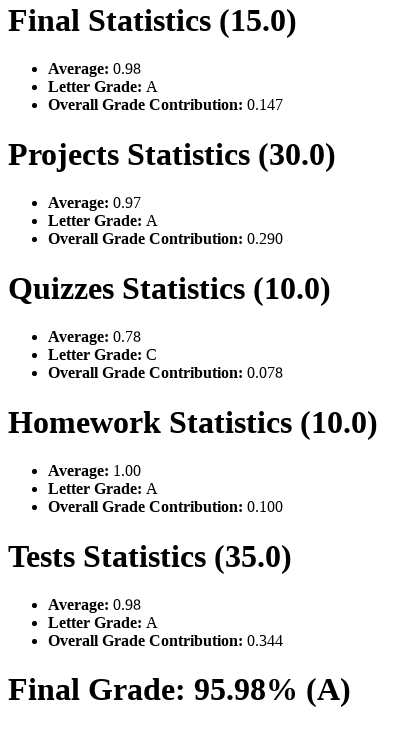 Final Statistics (15.0)
Average: 0.98
Letter Grade: A
Overall Grade Contribution: 0.147
Projects Statistics (30.0)
Average: 0.97
Letter Grade: A
Overall Grade Contribution: 0.290
Quizzes Statistics (10.0)
Average: 0.78
Letter Grade: C
Overall Grade Contribution: 0.078
Homework Statistics (10.0)
Average: 1.00
Letter Grade: A
Overall Grade Contribution: 0.100
Tests Statistics (35.0)
Average: 0.98
Letter Grade: A
Overall Grade Contribution: 0.344
Final Grade: 95.98% (A)